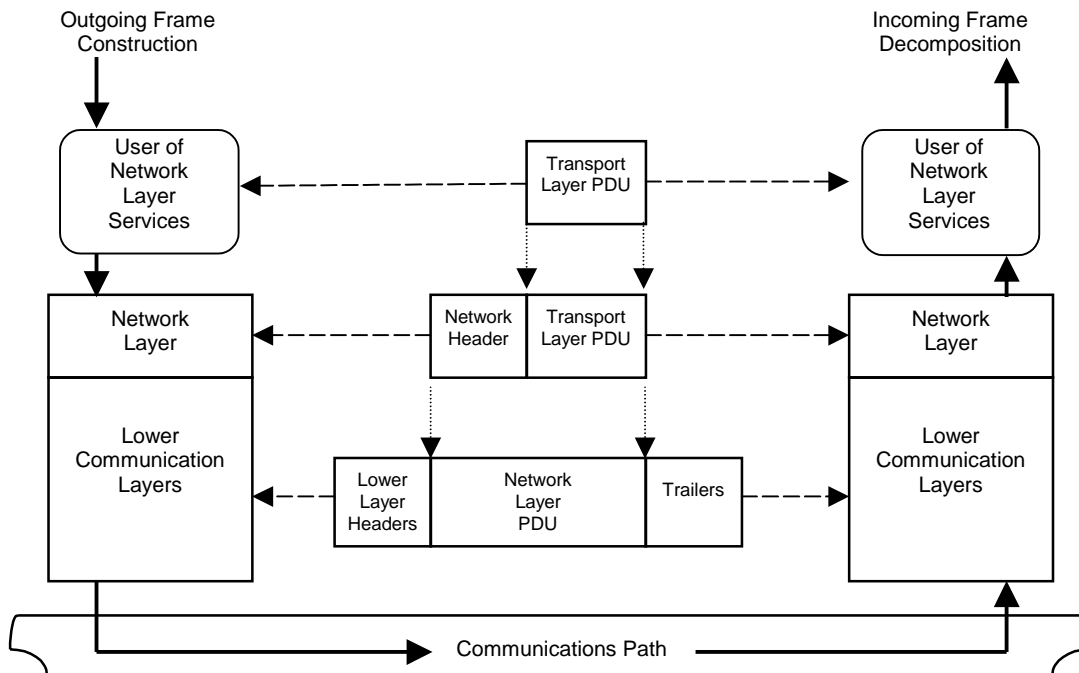 Outgoing Frame
Construction
Incoming Frame
Decomposition
User of
Network
Layer
Services
Transport
Layer PDU
User of
Network
Layer
Services
Network
Layer
Network
Header
Transport
Layer PDU
Network
Layer
Lower
Communication
Layers
Lower
Layer
Headers
Network
Layer
PDU
Trailers
Lower
Communication
Layers
Communications Path